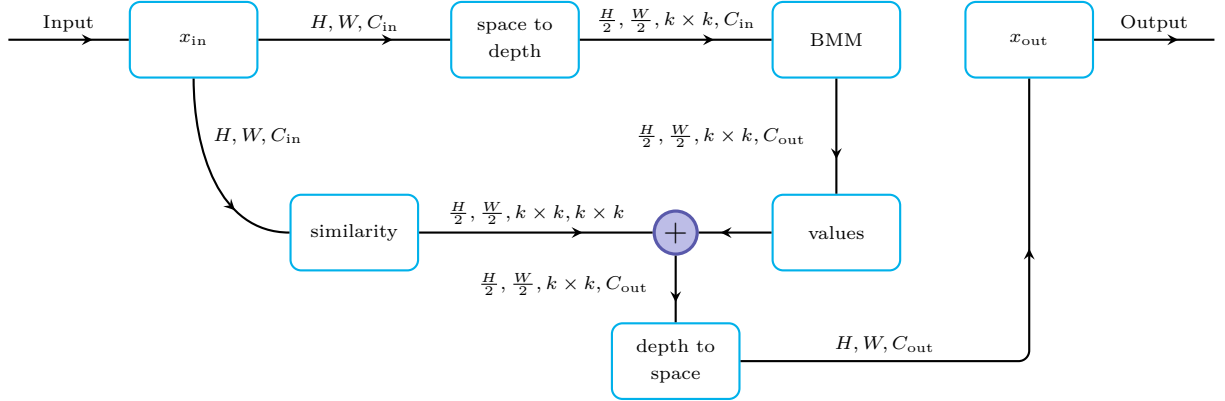 Input
x_in
H, W, C_in
space to
depth
H/2, W/2, k × k, C_in
BMM
x_out
Output
H, W, C_in
H/2, W/2, k × k, C_out
similarity
H/2, W/2, k × k, k × k
+
values
H/2, W/2, k × k, C_out
depth to
space
H, W, C_out